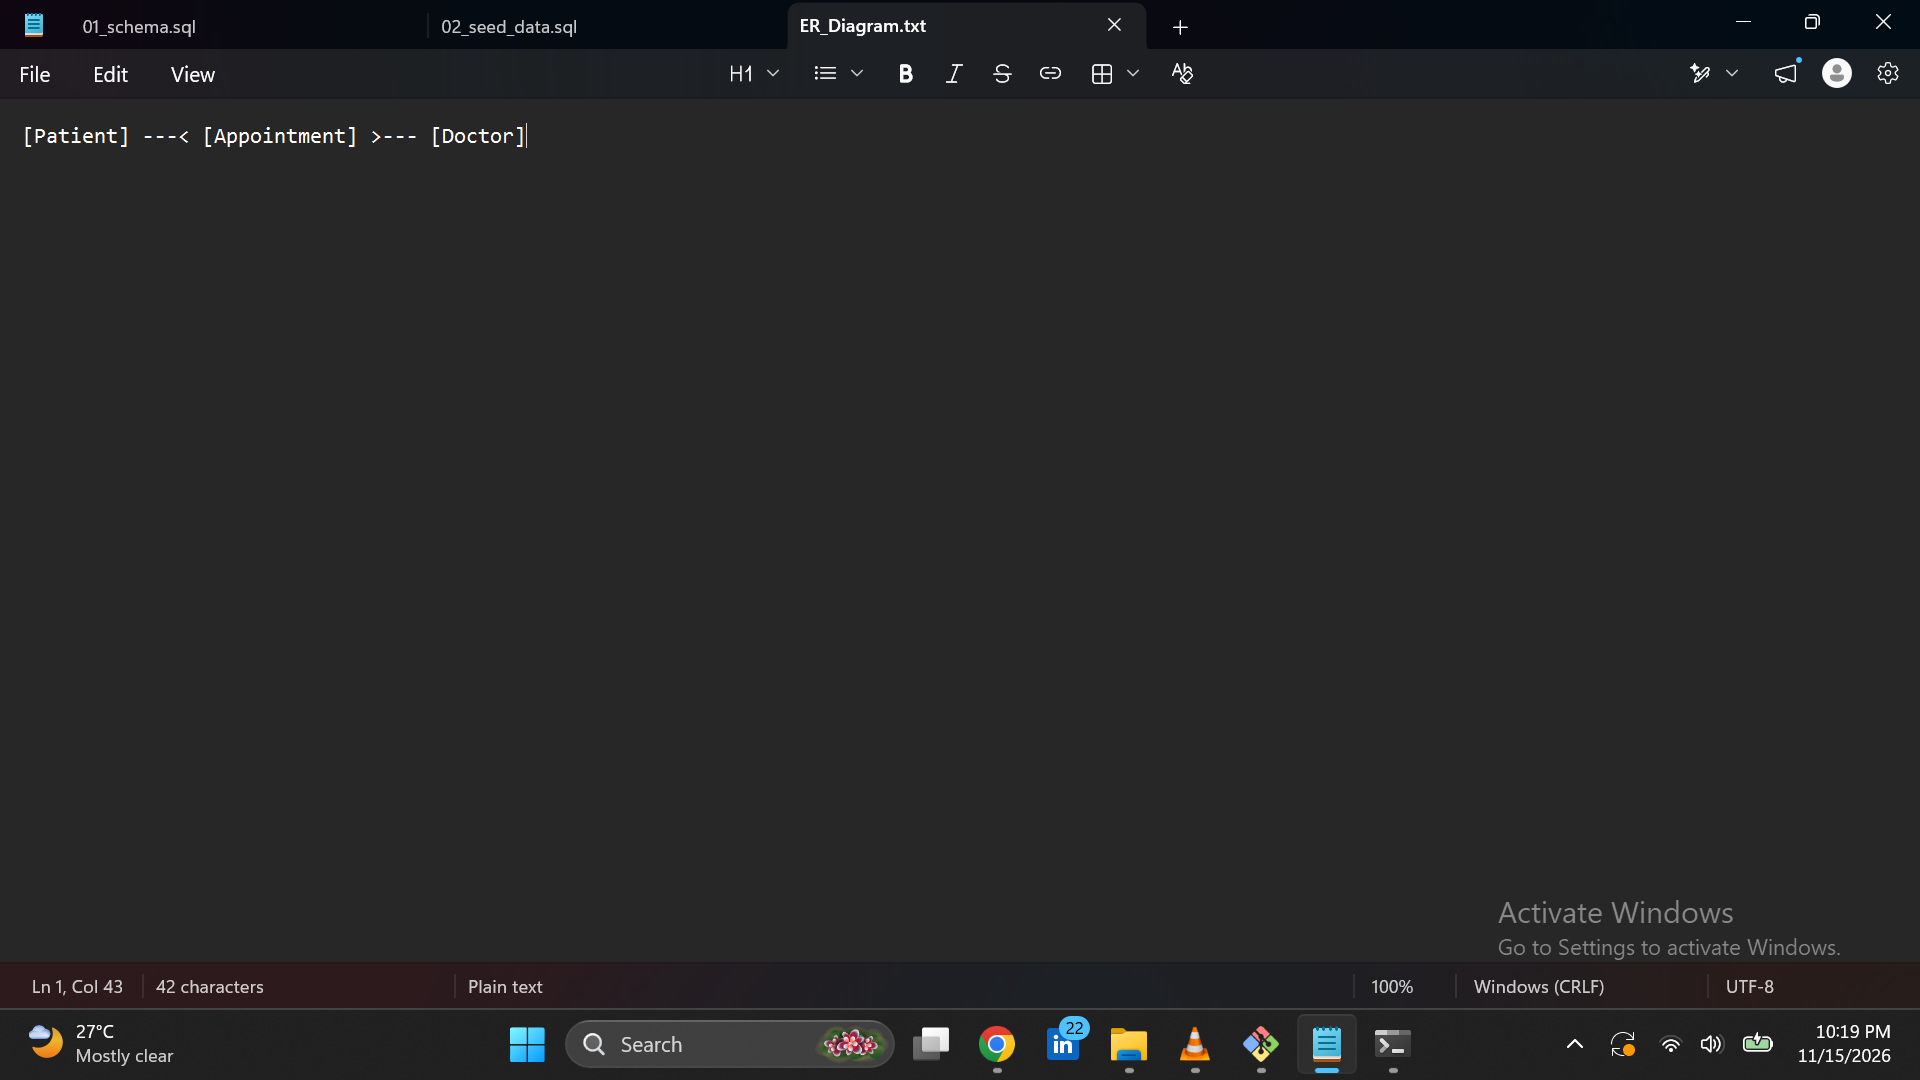 01_schema.sql
02_seed_data.sql
ER_Diagram.txt
File
Edit
View
H1
[Patient] ---< [Appointment] >--- [Doctor]
Activate Windows
Go to Settings to activate Windows.
Ln 1, Col 43
42 characters
Plain text
100%
Windows (CRLF)
UTF-8
27°C
Mostly clear
Search
22
10:19 PM
11/15/2026